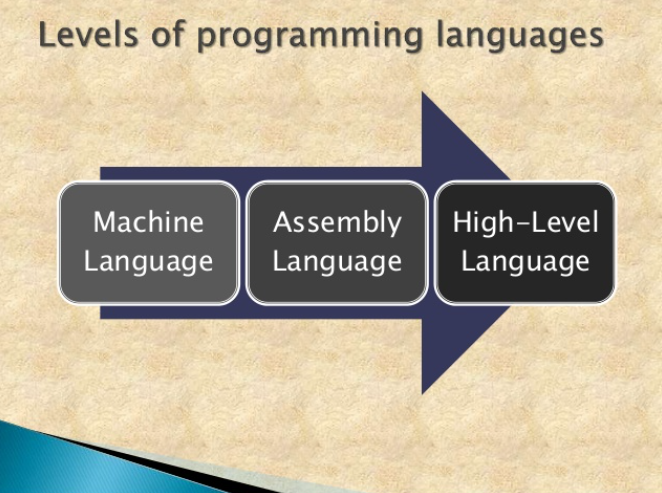 Levels of programming languages
Machine
Language
Assembly
Language
High-Level
Language